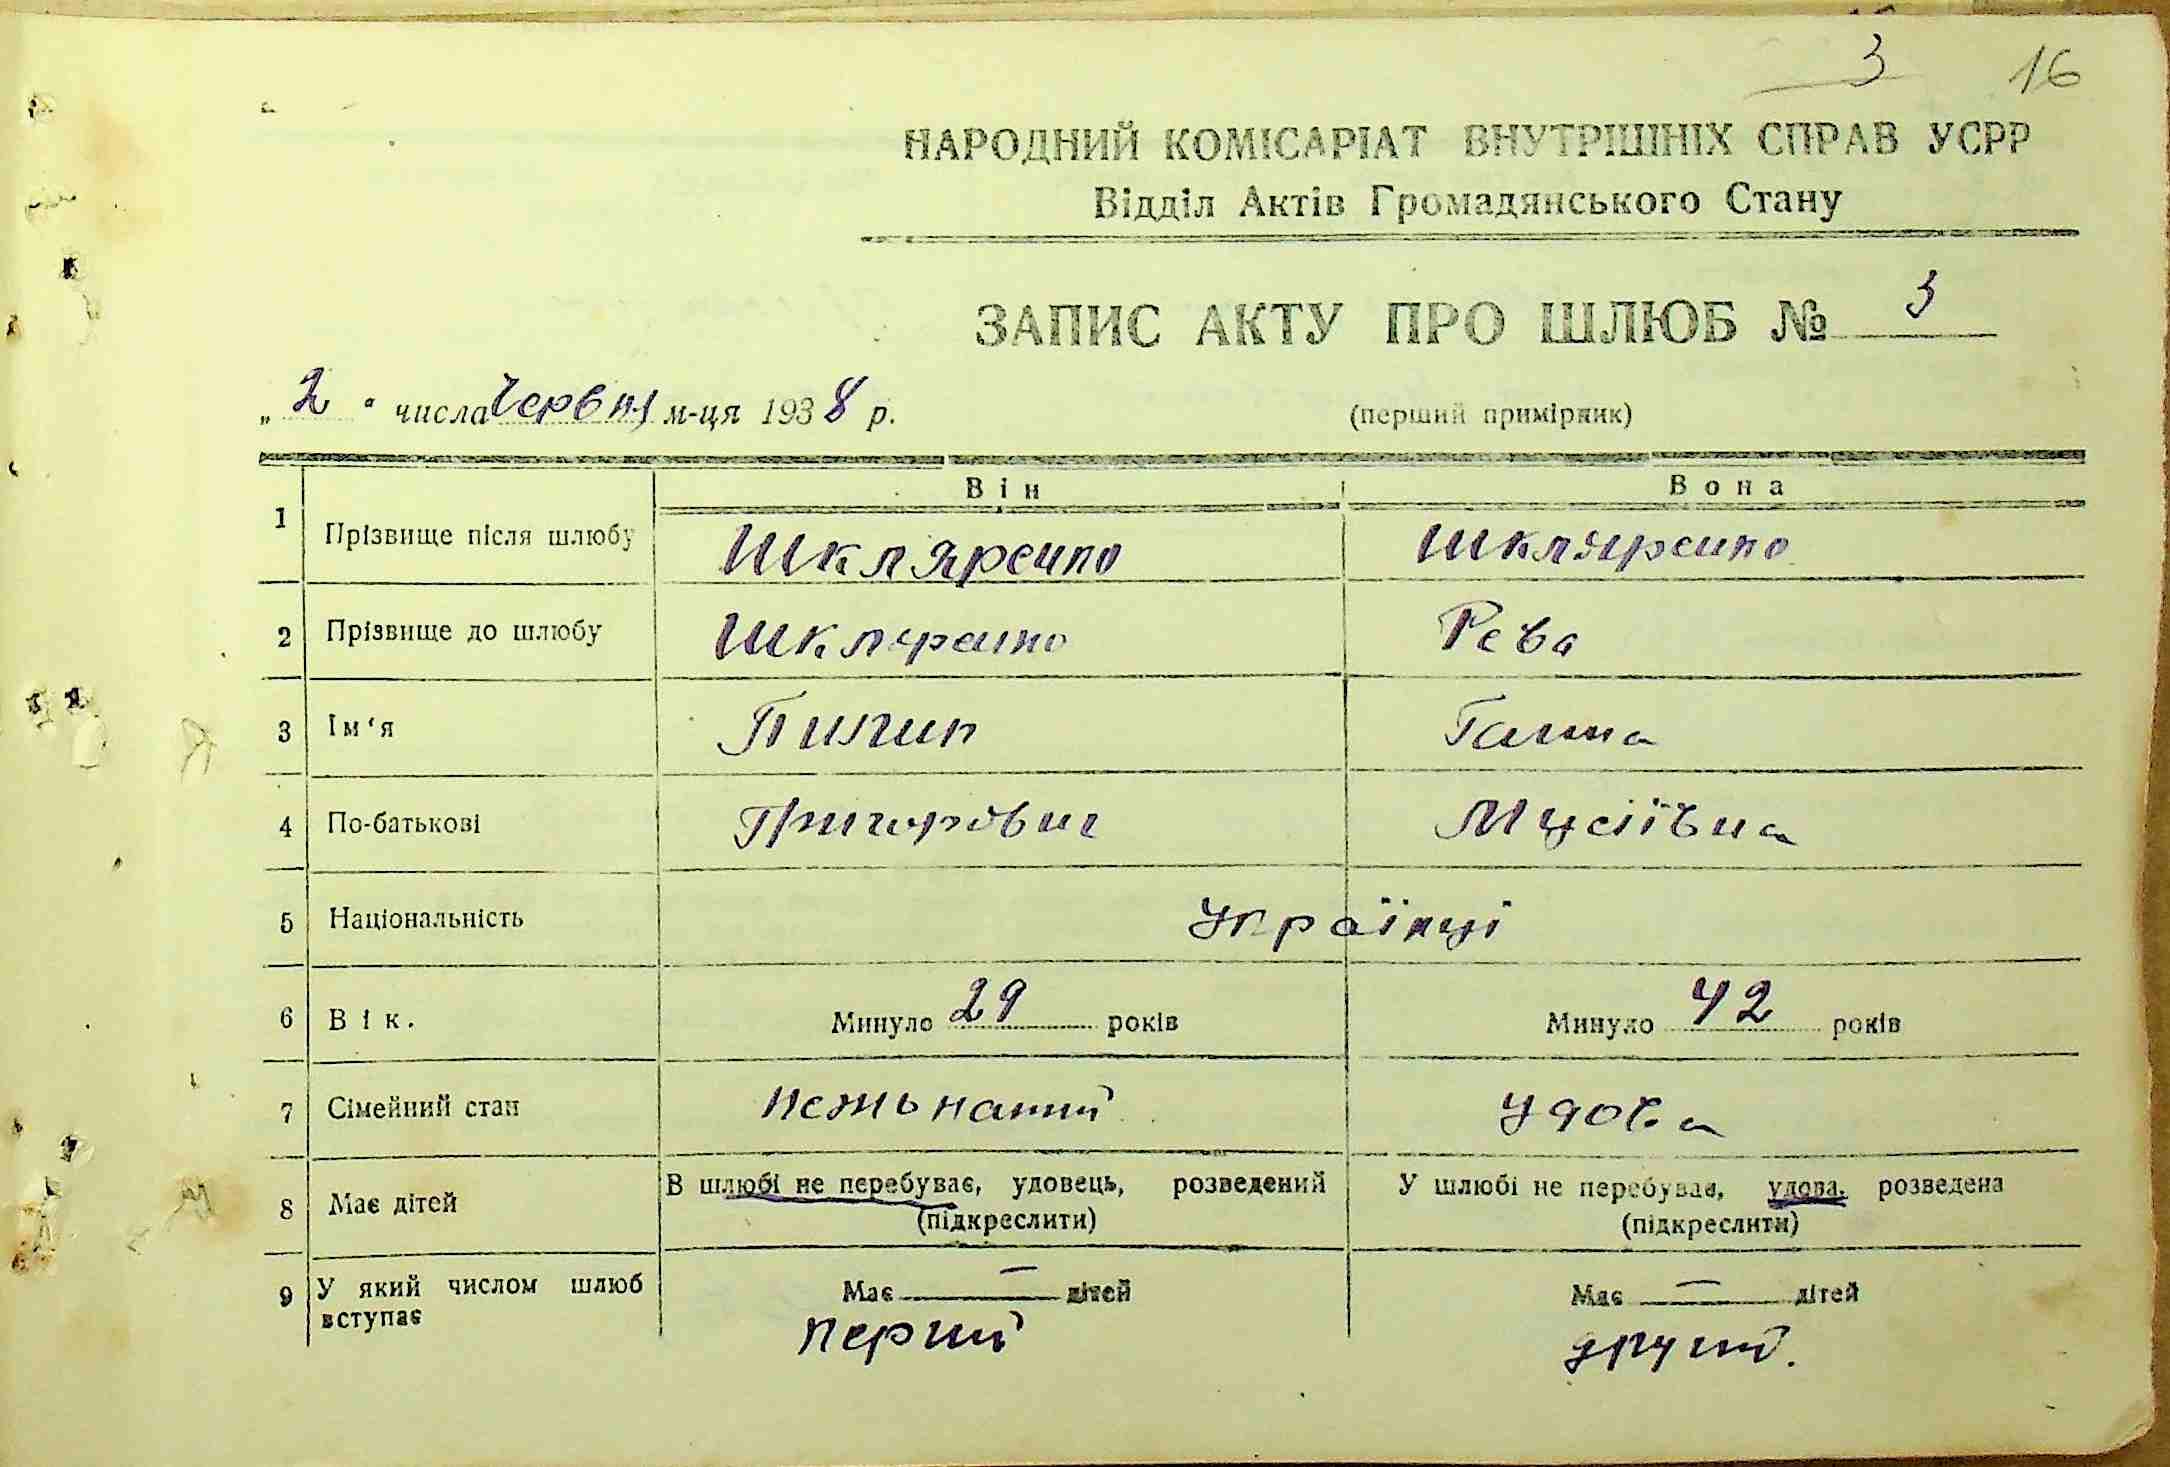 3 16
НАРОДНИЙ КОМІСАРІАТ ВНУТРІШНІХ СПРАВ УСРР
Відділ Актів Громадянського Стану
ЗАПИС АКТУ ПРО ШЛЮБ № 3
„ 2 “ числа Червня м-ця 1938 р. (перший примірник)
Він Вона
1 Прізвище після шлюбу Шкляренко Шкляренко
2 Прізвище до шлюбу Шкляренко Рева
3 Ім‘я Пилип Ганна
4 По-батькові Григорович Мусіївна
5 Національність Українці
6 Вік. Минуло 29 років Минуло 42 років
7 Сімейний стан нежонатий удова
8 Має дітей В шлюбі не перебуває, удовець, розведений У шлюбі не перебуває, удова, розведена
(підкреслити) (підкреслити)
9 У який числом шлюб вступає Має — дітей Має — дітей
перший другий.